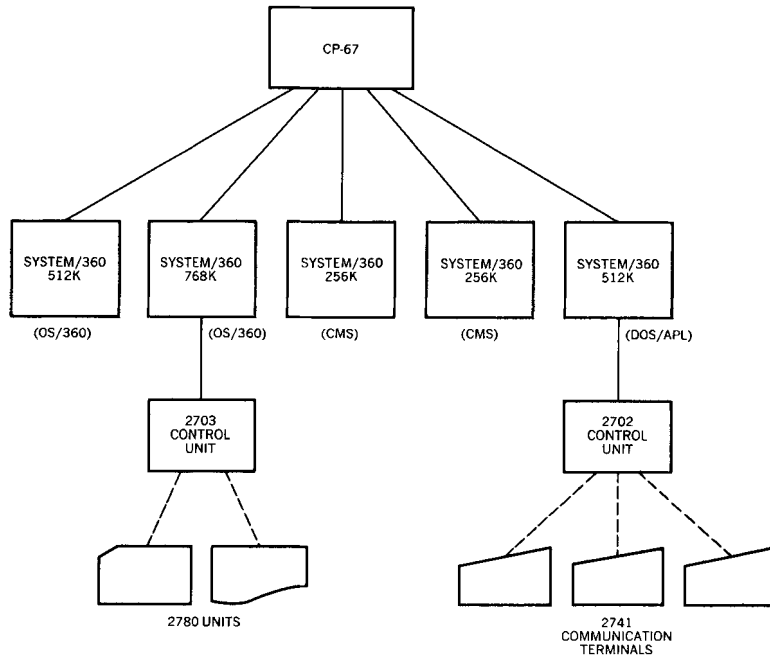 CP-67
SYSTEM/360
512K
SYSTEM/360
768K
SYSTEM/360
256K
SYSTEM/360
256K
SYSTEM/360
512K
(OS/360)
(OS/360)
(CMS)
(CMS)
(DOS/APL)
2703
CONTROL
UNIT
2702
CONTROL
UNIT
2780 UNITS
2741
COMMUNICATION
TERMINALS